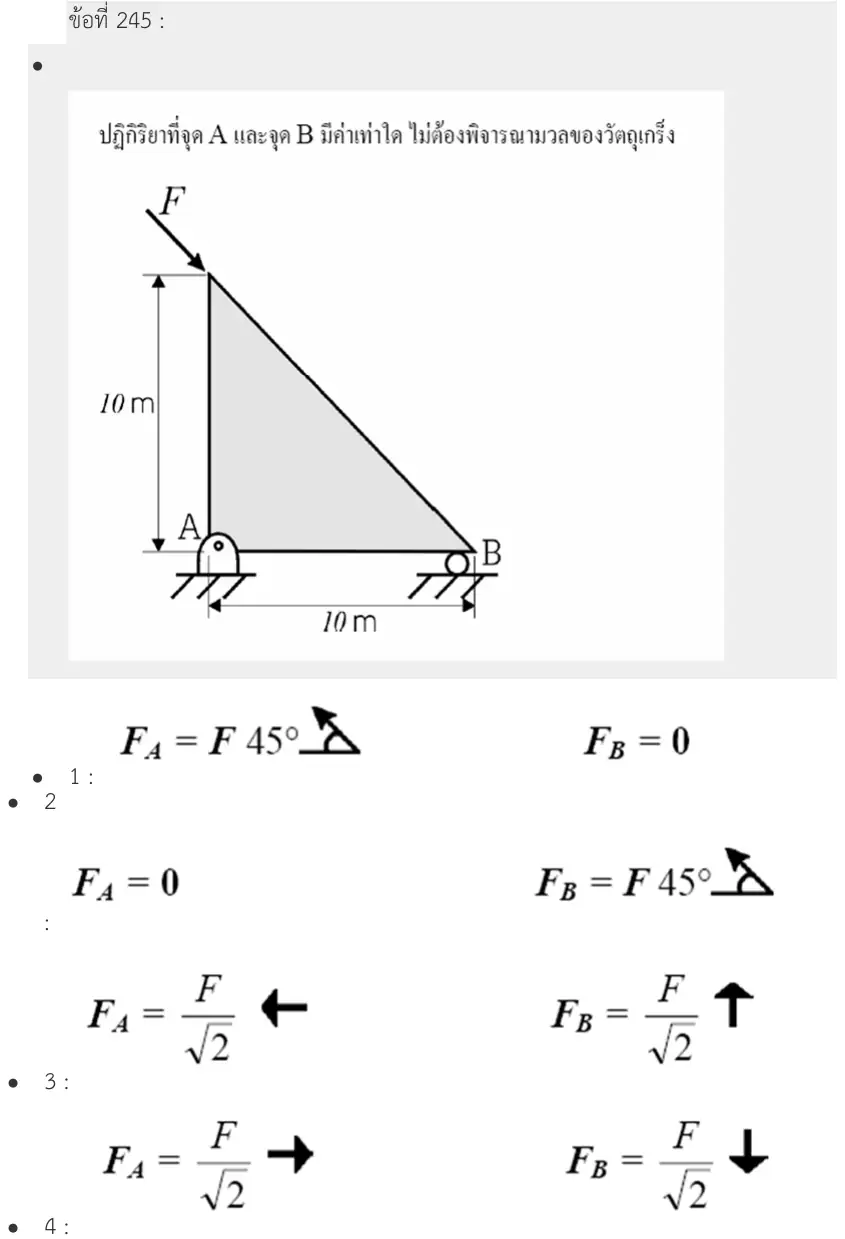 ข้อที่ 245 :
ปฏิกิริยาที่จุด A และจุด B มีค่าเท่าใด ไม่ต้องพิจารณามวลของวัตถุเกร็ง
F
10 m
A
B
10 m
F_A = F 45° F_B = 0
1 :
2
F_A = 0 F_B = F 45°
:
F_A = F/√2 ← F_B = F/√2 ↑
3 :
F_A = F/√2 → F_B = F/√2 ↓
4 :